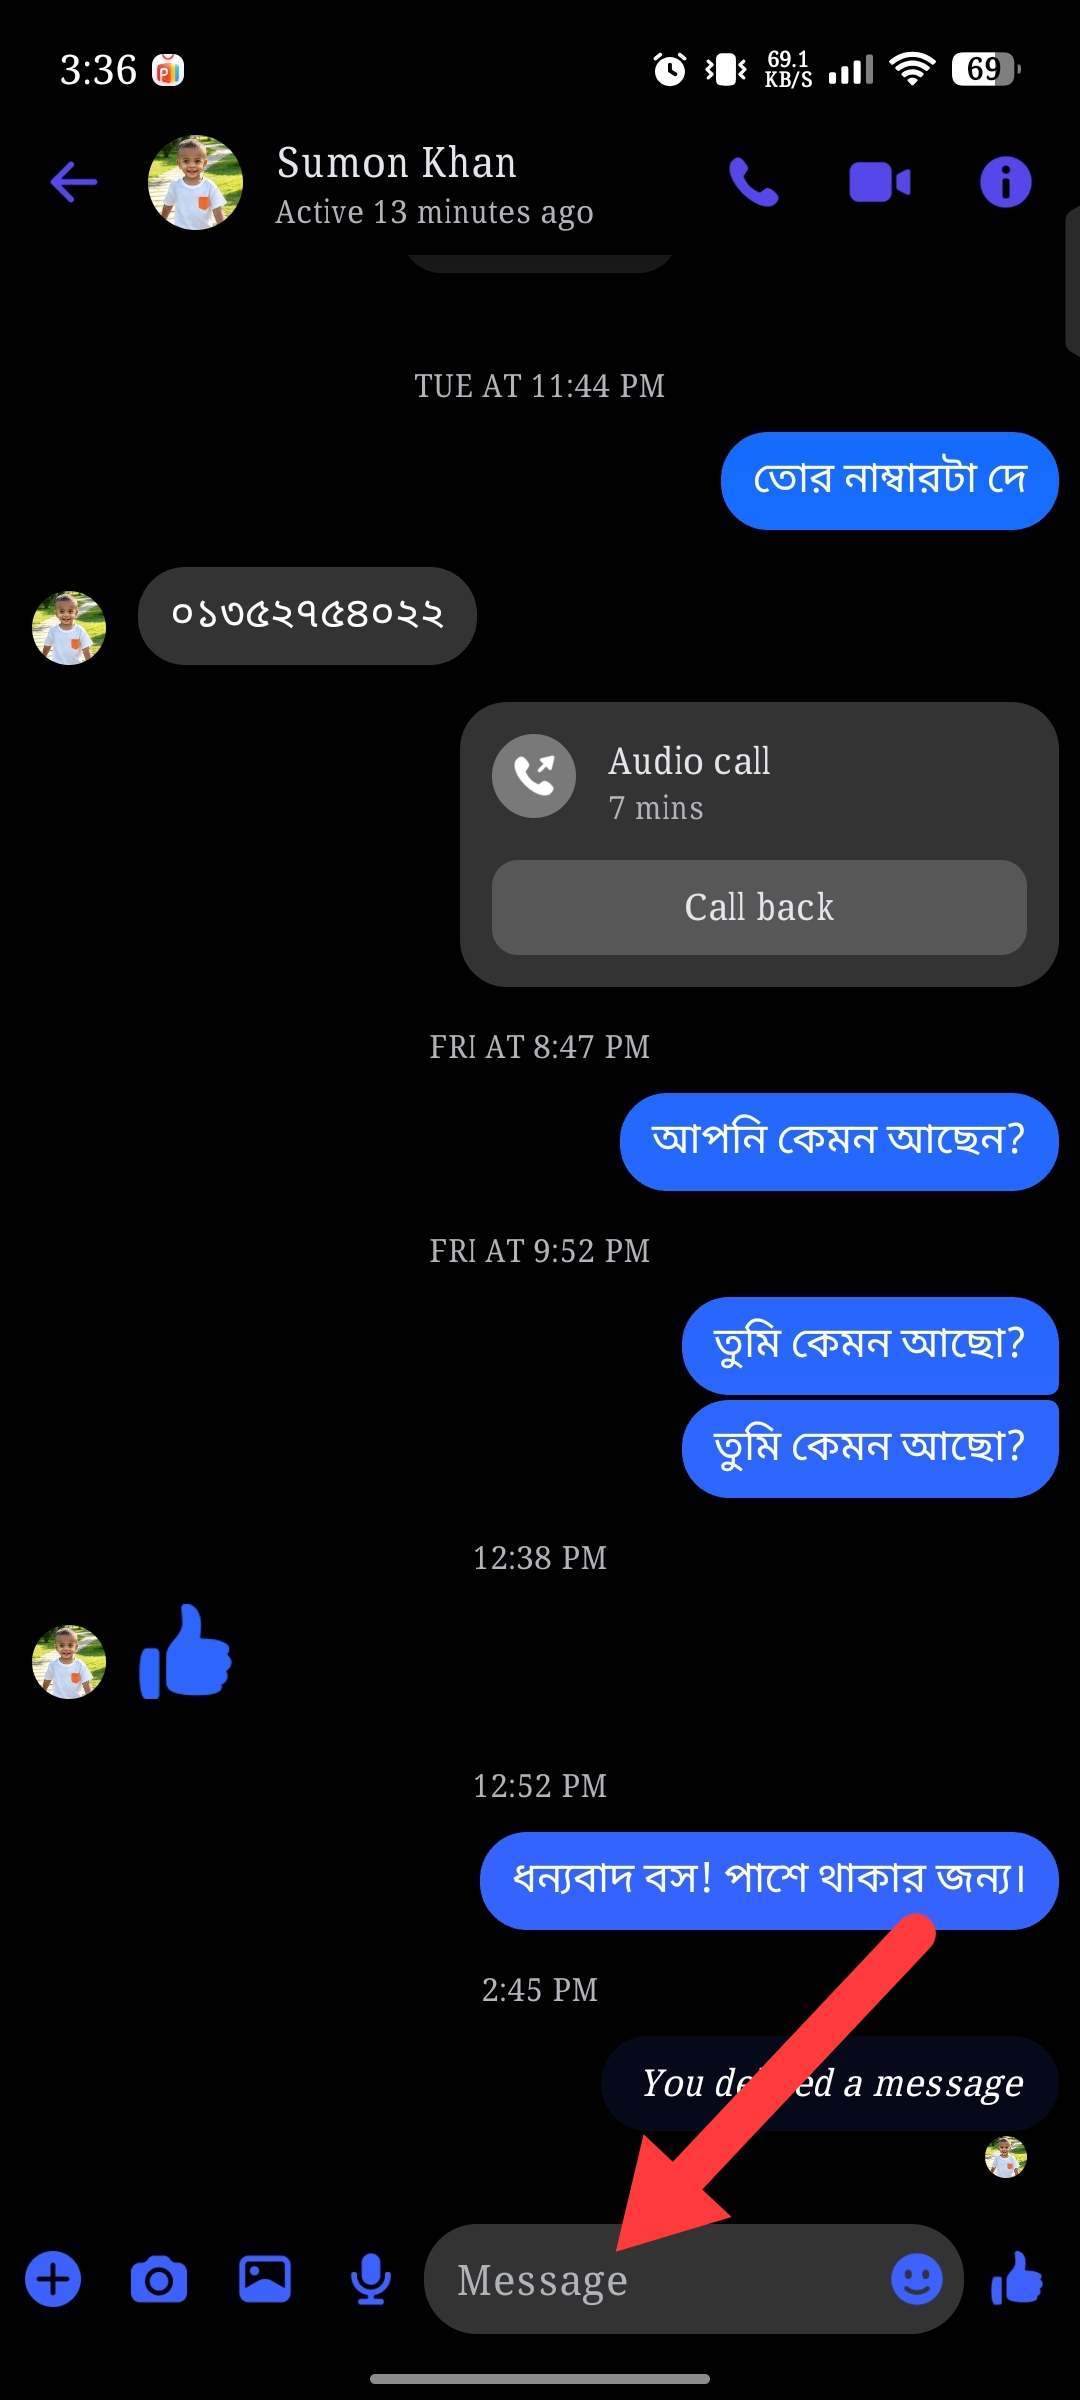 3:36
69.1
KB/S
69
Sumon Khan
Active 13 minutes ago
TUE AT 11:44 PM
তোর নাম্বারটা দে
০১৩৫২৭৫৪০২২
Audio call
7 mins
Call back
FRI AT 8:47 PM
আপনি কেমন আছেন?
FRI AT 9:52 PM
তুমি কেমন আছো?
তুমি কেমন আছো?
12:38 PM
12:52 PM
ধন্যবাদ বস! পাশে থাকার জন্য।
2:45 PM
You a message
Message